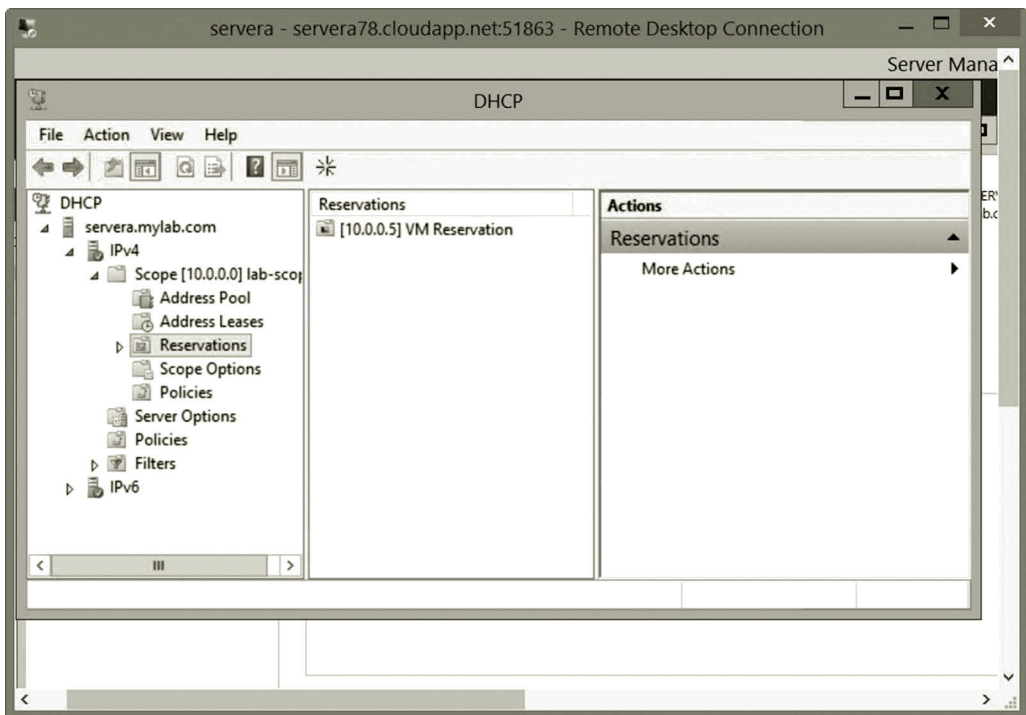 servera - servera78.cloudapp.net:51863 - Remote Desktop Connection
Server Mana
DHCP
File Action View Help
DHCP
servera.mylab.com
IPv4
Scope [10.0.0.0] lab-scop
Address Pool
Address Leases
Reservations
Scope Options
Policies
Server Options
Policies
Filters
IPv6
Reservations
[10.0.0.5] VM Reservation
Actions
Reservations
More Actions